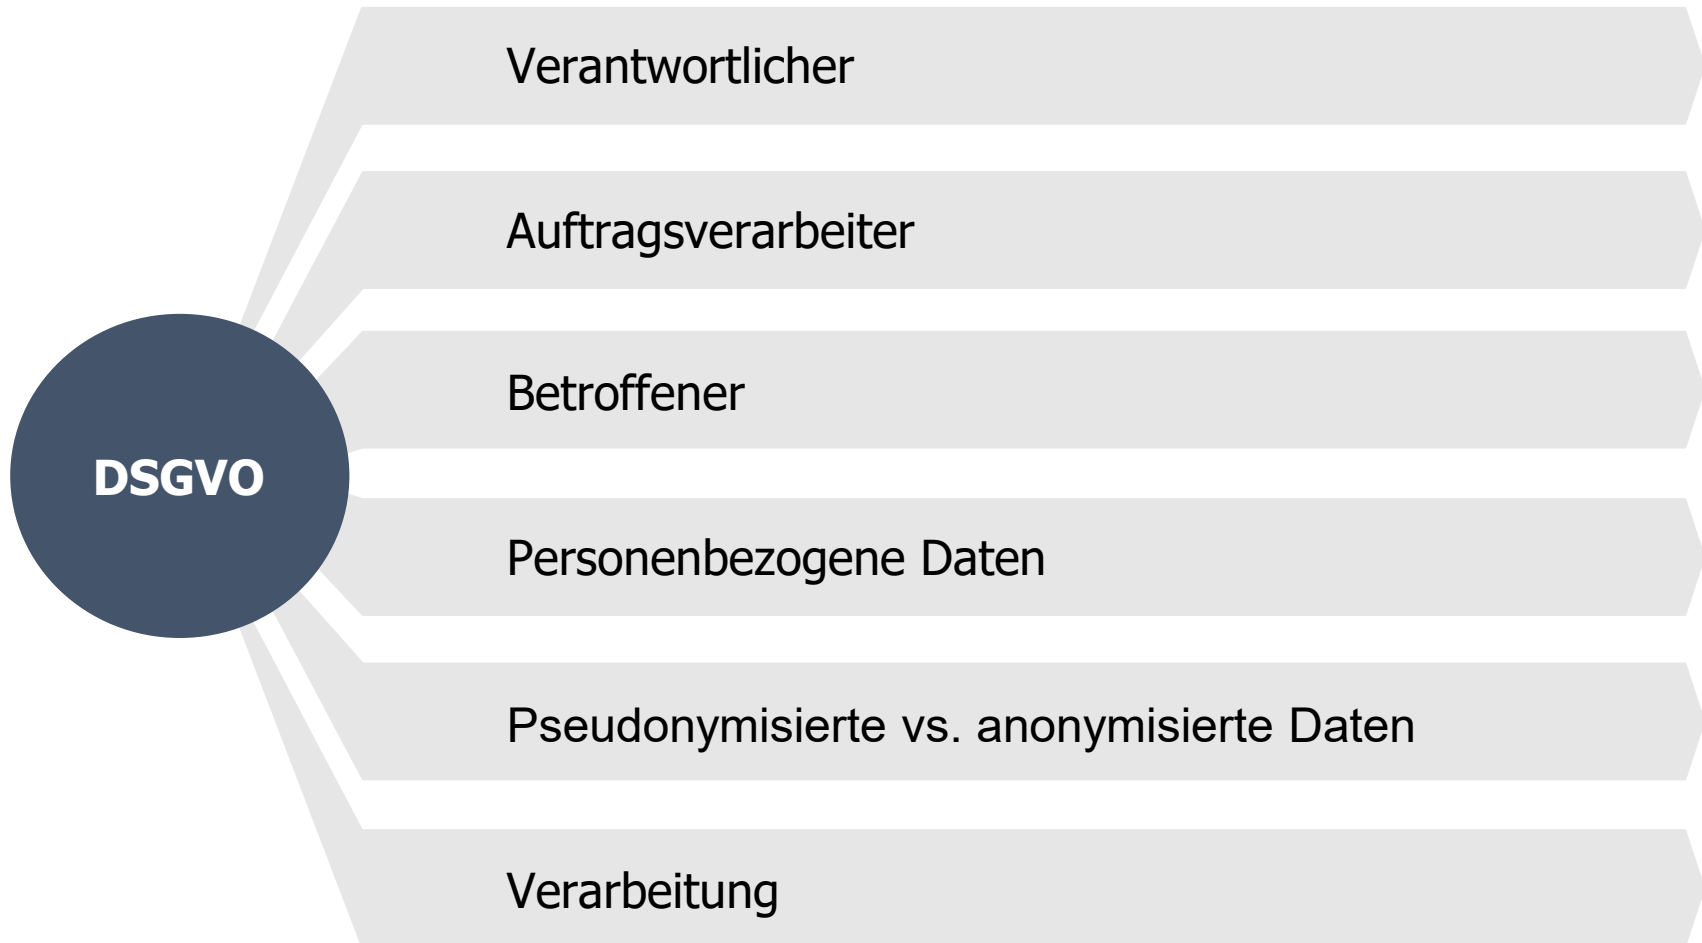 Verantwortlicher
Auftragsverarbeiter
Betroffener
DSGVO
Personenbezogene Daten
Pseudonymisierte vs. anonymisierte Daten
Verarbeitung